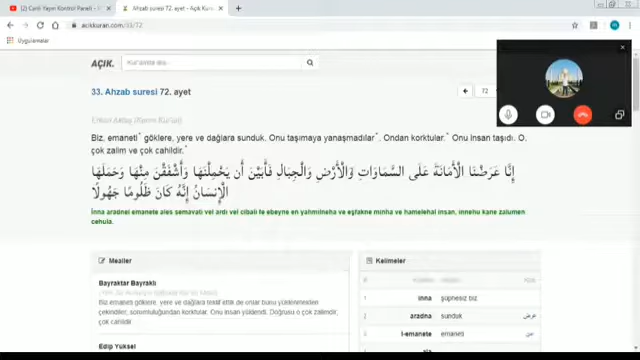 (2) Canlı Yayın Kontrol Paneli -
Ahzab suresi 72. ayet - Açık Kur
acikkuran.com/33/72
Uygulamalar
AÇIK.
33. Ahzab suresi 72. ayet
72
Biz, emaneti* göklere, yere ve dağlara sunduk. Onu taşımaya yanaşmadılar*. Ondan korktular.* Onu insan taşıdı. O,
çok zalim ve çok cahildir.*
إِنَّا عَرَضْنَا الْأَمَانَةَ عَلَى السَّمَاوَاتِ وَالْأَرْضِ وَالْجِبَالِ فَأَبَيْنَ أَن يَحْمِلْنَهَا وَأَشْفَقْنَ مِنْهَا وَحَمَلَهَا
الْإِنسَانُ إِنَّهُ كَانَ ظَلُومًا جَهُولًا
İnna aradnel emanete ales semavati vel ardı vel cibali fe ebeyne en yahmilneha ve eşfakne minha ve hamelehal insan, innehu kane zalumen
cehula.
Mealler
Bayraktar Bayraklı
Biz emaneti göklere, yere ve dağlara teklif ettik de onlar bunu yüklenmekten
çekindiler, sorumluluğundan korktular. Onu insan yüklendi. Doğrusu o çok zalimdir,
çok cahildir.
Edip Yüksel
Kelimeler
1 inna şüphesiz biz
2 aradna sunduk عرض
3 l-emanete emaneti امن